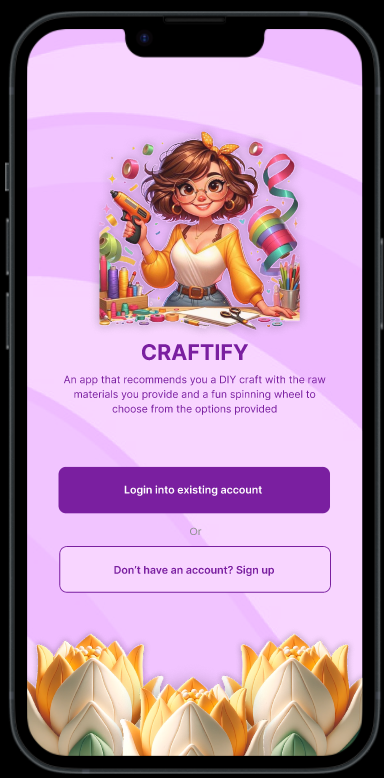 CRAFTIFY
An app that recommends you a DIY craft with the raw
materials you provide and a fun spinning wheel to
choose from the options provided
Login into existing account
Or
Don't have an account? Sign up